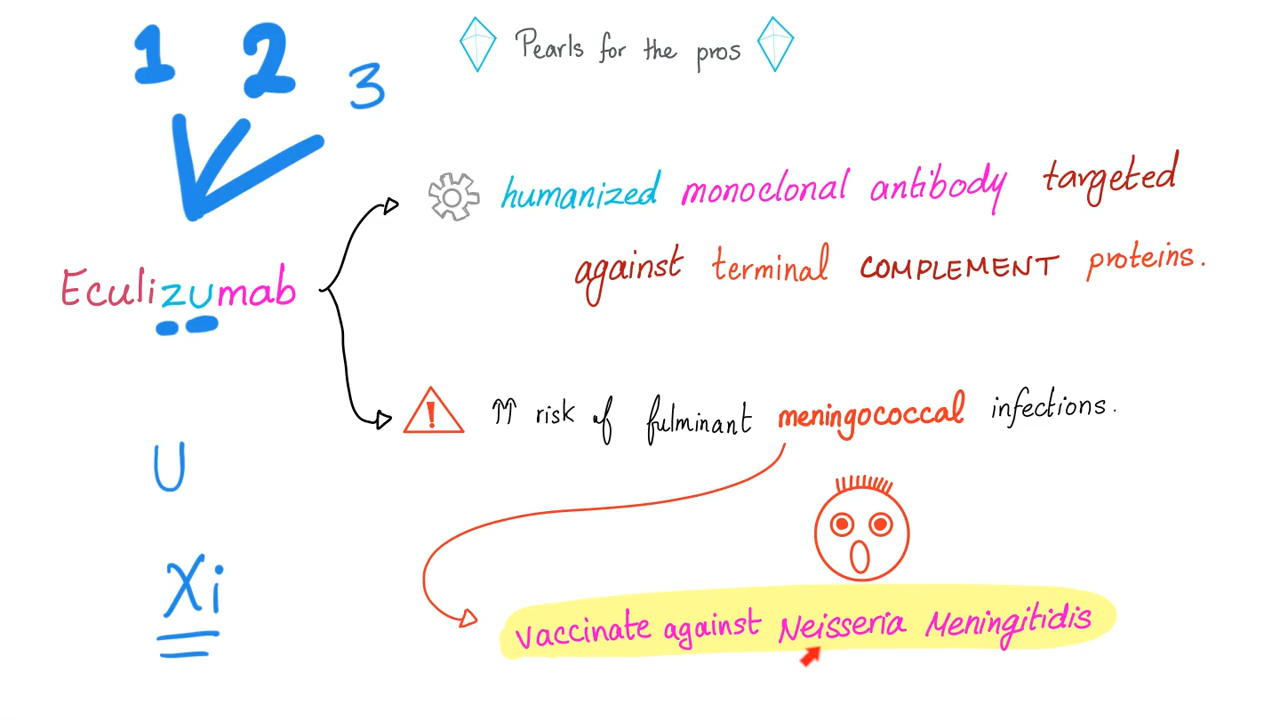 1 2 3
Pearls for the pros
humanized monoclonal antibody targeted
against terminal COMPLEMENT proteins.
Eculizumab
↑↑ risk of fulminant meningococcal infections.
U
Xi
vaccinate against Neisseria Meningitidis